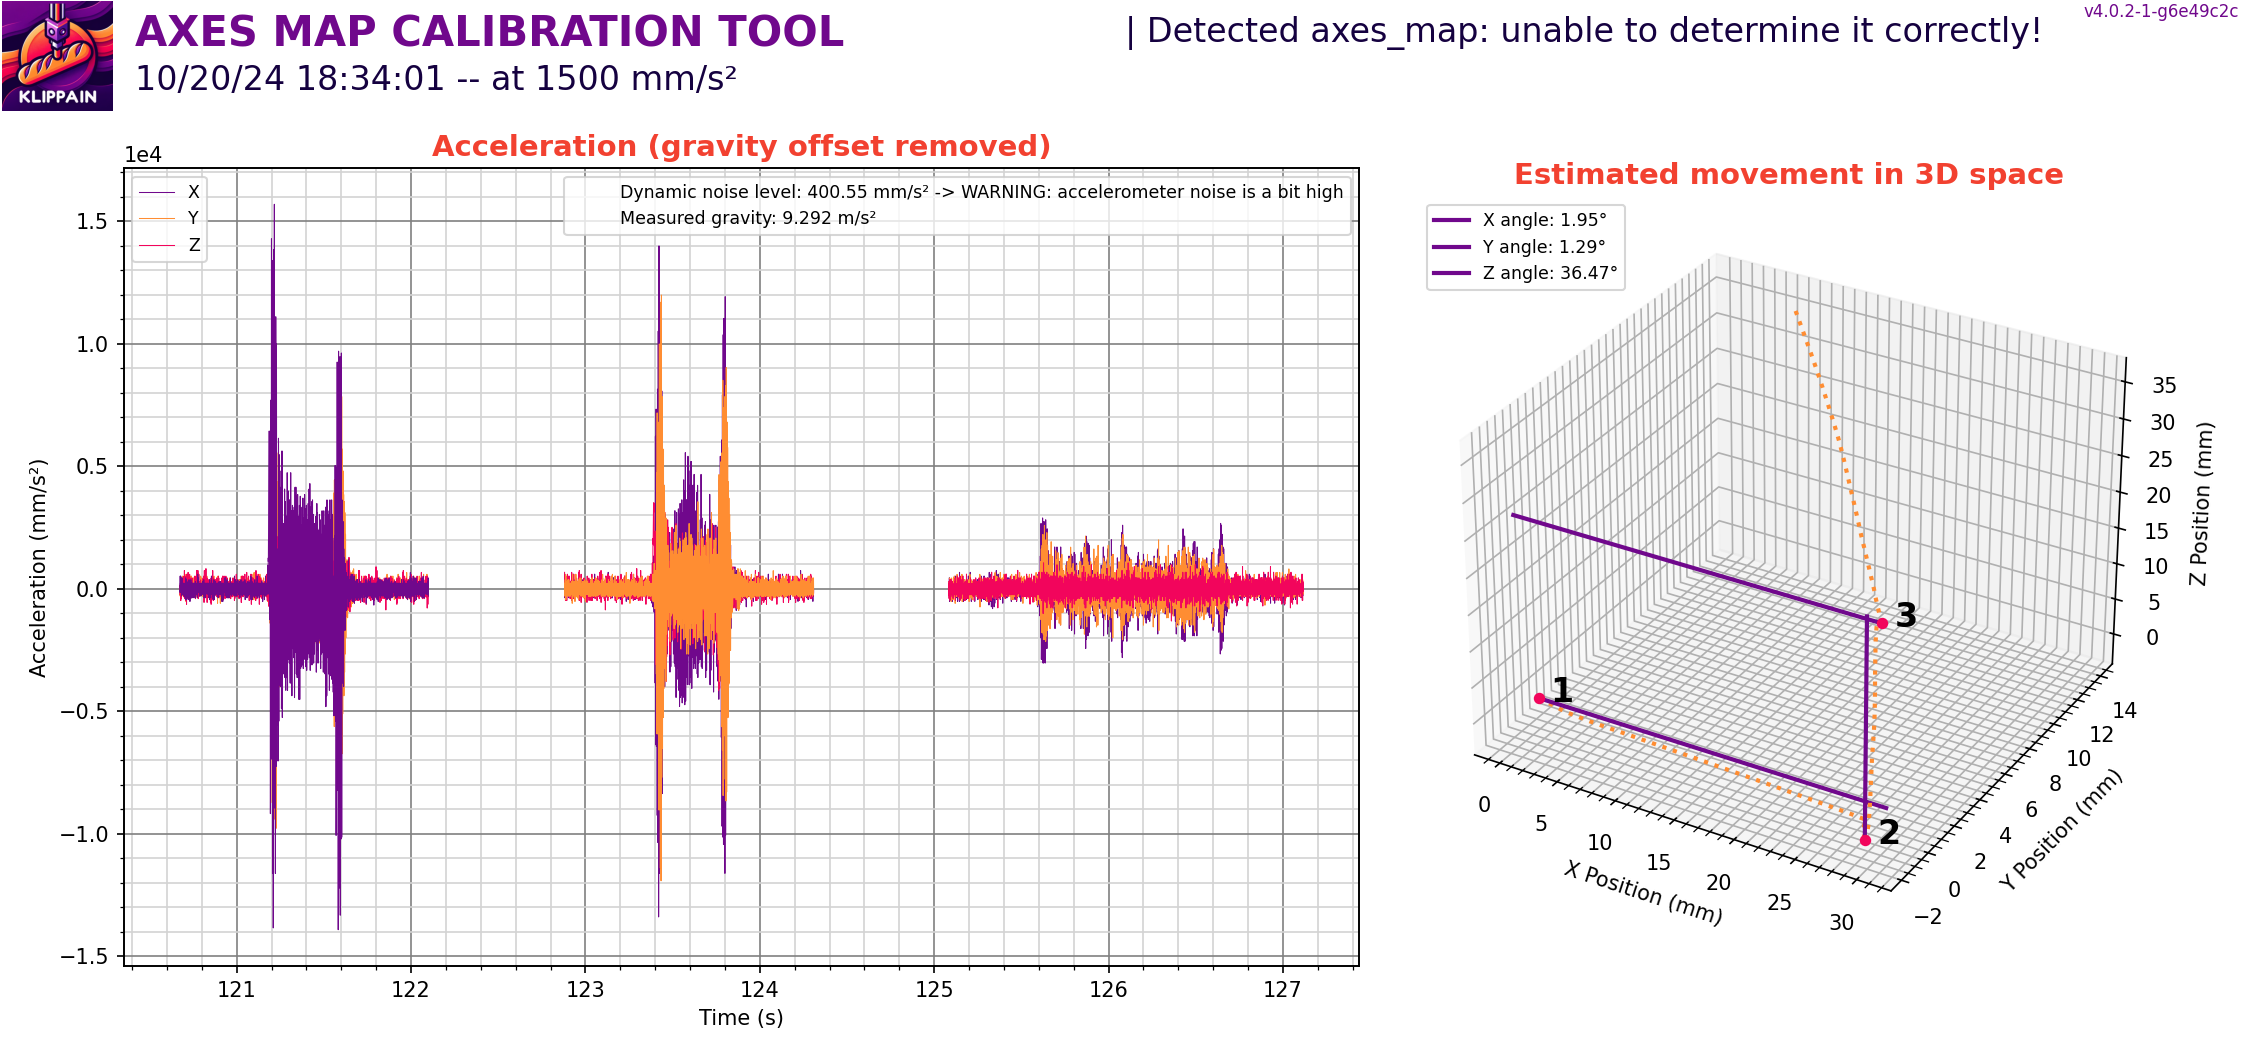 KLIPPAIN
AXES MAP CALIBRATION TOOL
10/20/24 18:34:01 -- at 1500 mm/s²
| Detected axes_map: unable to determine it correctly!
v4.0.2-1-g6e49c2c
Acceleration (gravity offset removed)
1e4
X
Y
Z
Dynamic noise level: 400.55 mm/s² -> WARNING: accelerometer noise is a bit high
Measured gravity: 9.292 m/s²
1.5
1.0
0.5
0.0
−0.5
−1.0
−1.5
Acceleration (mm/s²)
121
122
123
124
125
126
127
Time (s)
Estimated movement in 3D space
X angle: 1.95°
Y angle: 1.29°
Z angle: 36.47°
1
2
3
0
5
10
15
20
25
30
X Position (mm)
−2
0
2
4
6
8
10
12
14
Y Position (mm)
35
30
25
20
15
10
5
0
Z Position (mm)